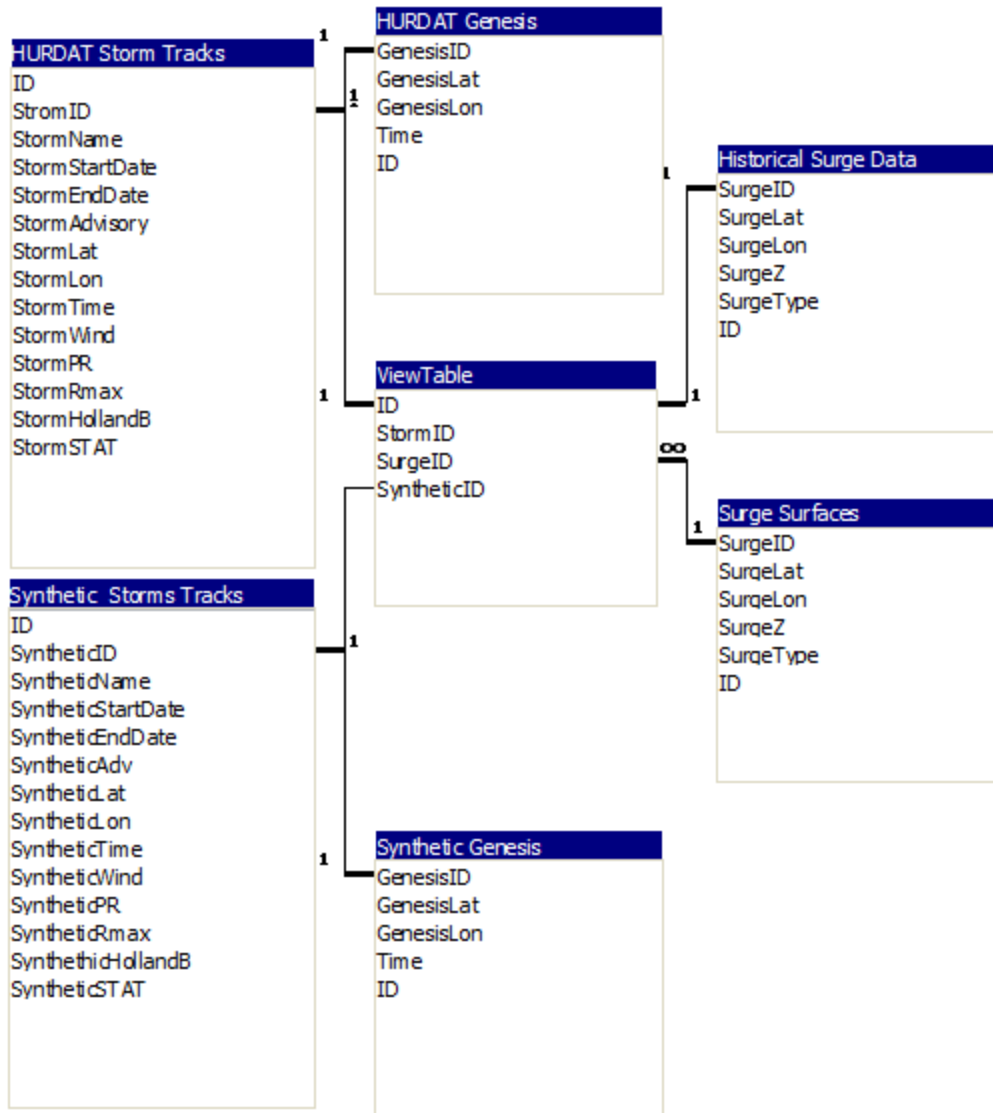 HURDAT Storm Tracks
ID
StromID
StormName
StormStartDate
StormEndDate
StormAdvisory
StormLat
StormLon
StormTime
StormWind
StormPR
StormRmax
StormHollandB
StormSTAT
1
1
1
1
HURDAT Genesis
GenesisID
GenesisLat
GenesisLon
Time
ID
1
Historical Surge Data
SurgeID
SurgeLat
SurgeLon
SurgeZ
SurgeType
ID
ViewTable
ID
StormID
SurgeID
SyntheticID
1
∞
1
Surge Surfaces
SurgeID
SurgeLat
SurgeLon
SurgeZ
SurgeType
ID
Synthetic Storms Tracks
ID
SyntheticID
SyntheticName
SyntheticStartDate
SyntheticEndDate
SyntheticAdv
SyntheticLat
SyntheticLon
SyntheticTime
SyntheticWind
SyntheticPR
SyntheticRmax
SynthethicHollandB
SyntheticSTAT
1
1
Synthetic Genesis
GenesisID
GenesisLat
GenesisLon
Time
ID